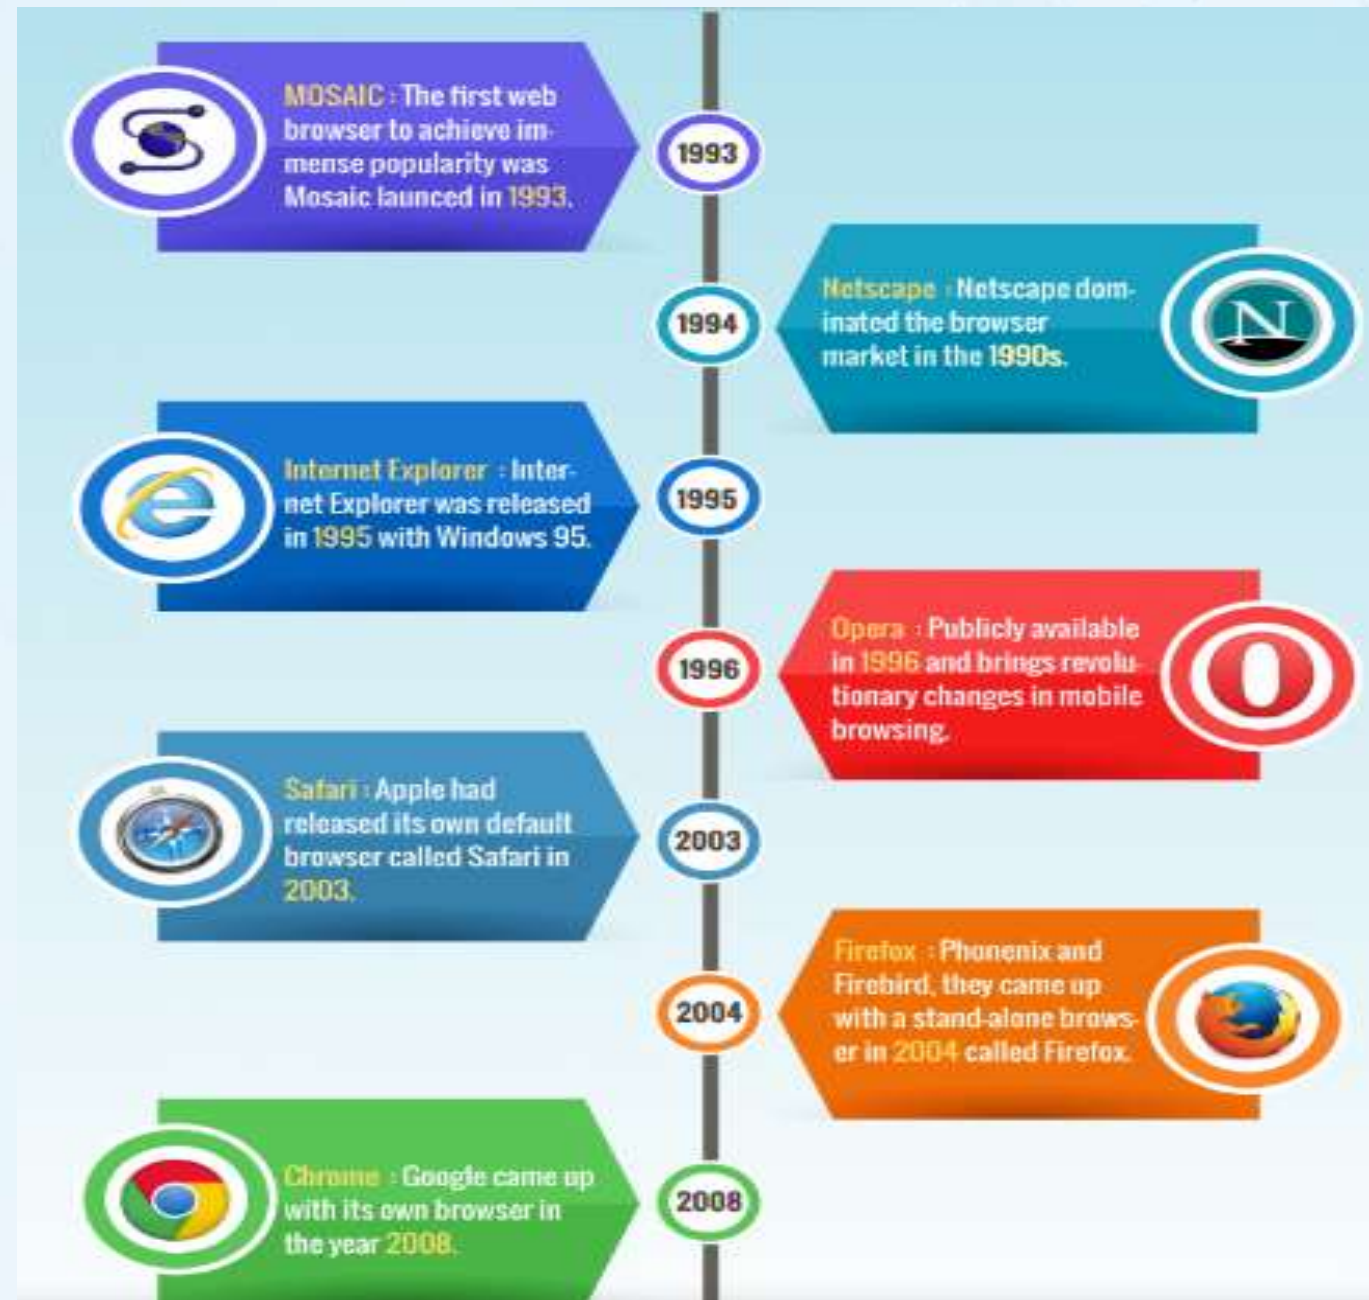 MOSAIC : The first web
browser to achieve im-
mense popularity was
Mosaic launced in 1993.
1993
Netscape : Netscape dom-
inated the browser
market in the 1990s.
N
1994
Internet Explorer : Inter-
net Explorer was released
in 1995 with Windows 95.
1995
Opera : Publicly available
in 1996 and brings revolu-
tionary changes in mobile
browsing.
1996
Safari : Apple had
released its own default
browser called Safari in
2003.
2003
Firefox : Phonenix and
Firebird, they came up
with a stand-alone brows-
er in 2004 called Firefox.
2004
Chrome : Google came up
with its own browser in
the year 2008.
2008